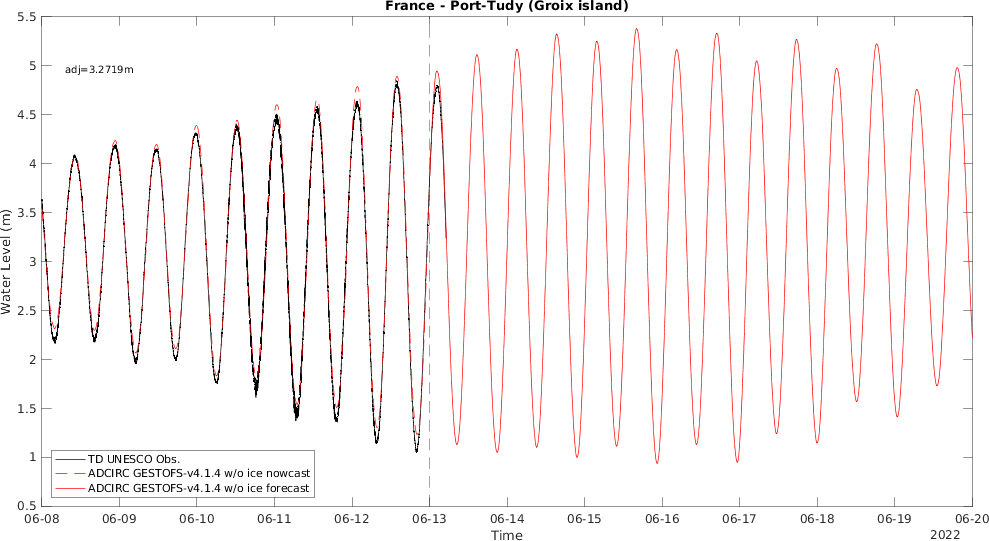 France - Port-Tudy (Groix island)
adj=3.2719m
Water Level (m)
5.5
5
4.5
4
3.5
3
2.5
2
1.5
1
0.5
TD UNESCO Obs.
ADCIRC GESTOFS-v4.1.4 w/o ice nowcast
ADCIRC GESTOFS-v4.1.4 w/o ice forecast
06-08 06-09 06-10 06-11 06-12 06-13 06-14 06-15 06-16 06-17 06-18 06-19 06-20
Time
2022